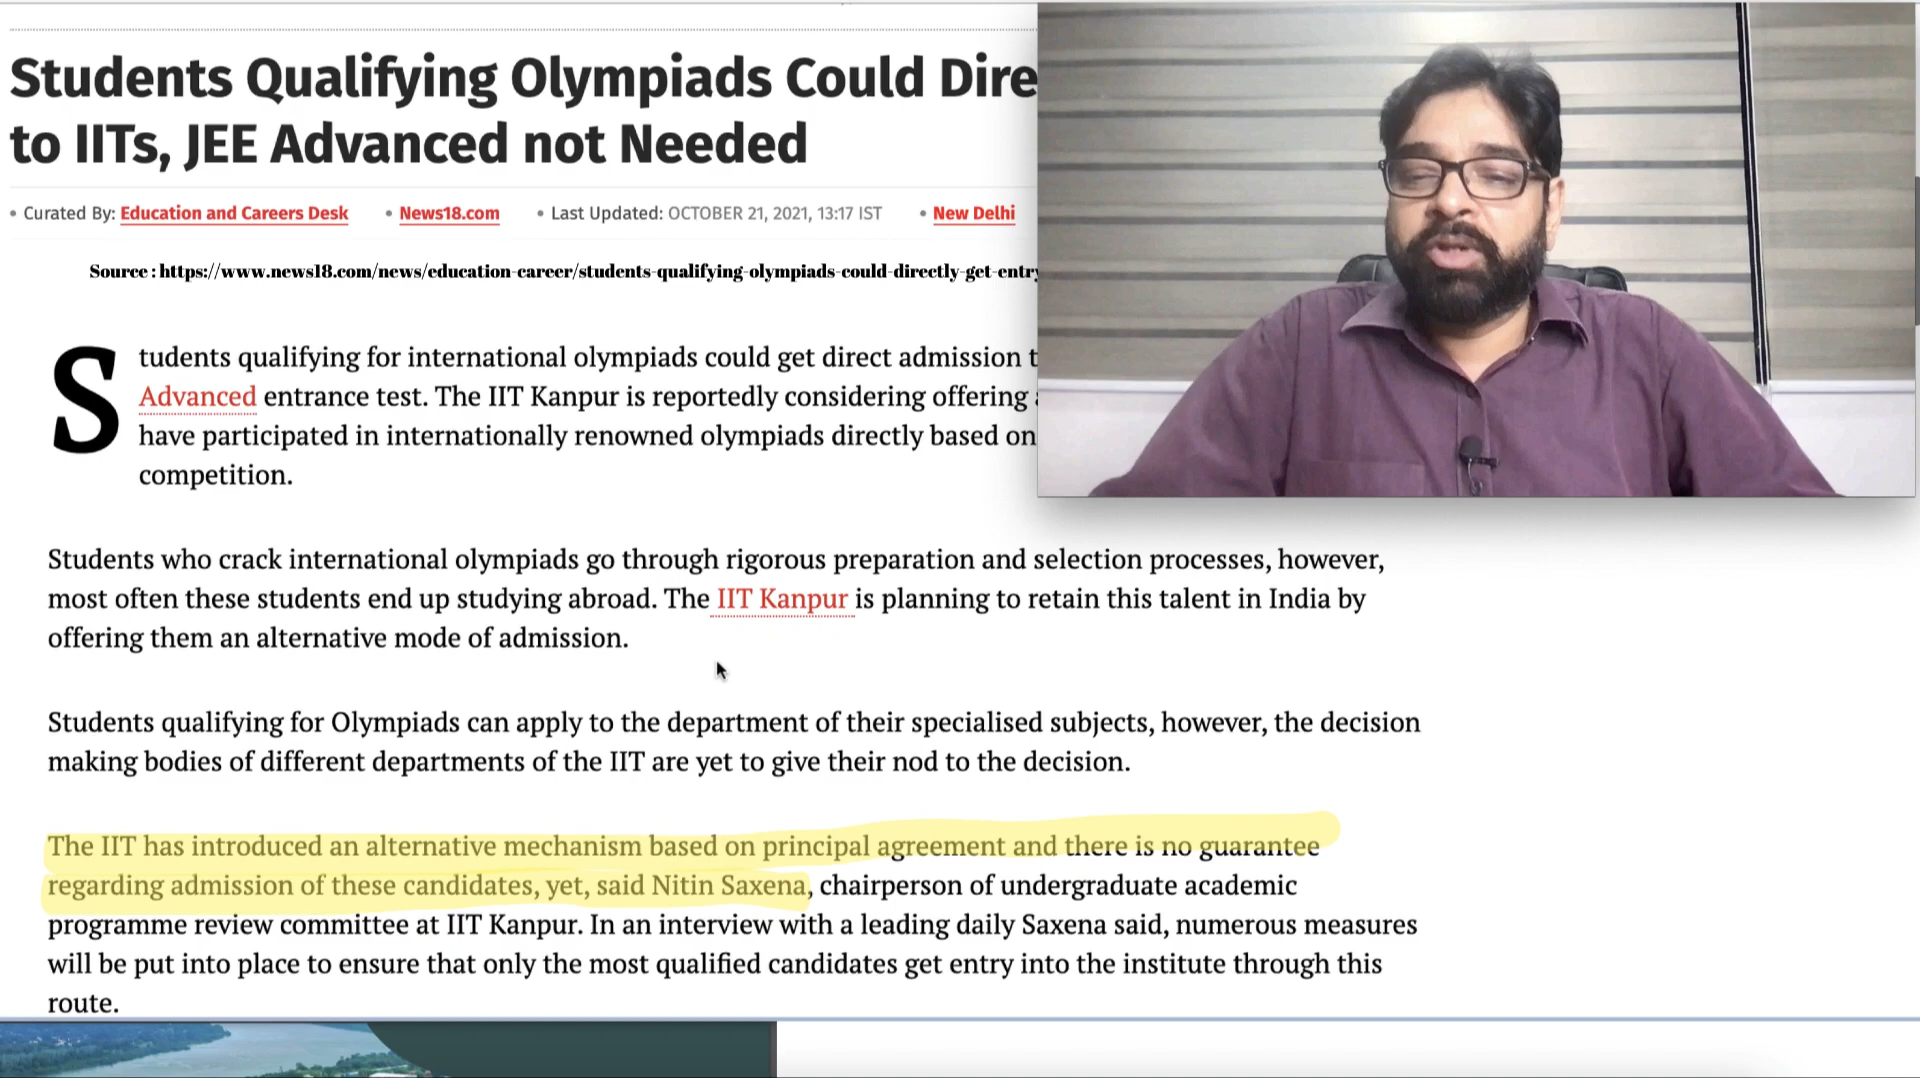 Students Qualifying Olympiads Could Dire
to IITs, JEE Advanced not Needed
• Curated By: Education and Careers Desk • News18.com • Last Updated: OCTOBER 21, 2021, 13:17 IST • New Delhi
Source : https://www.news18.com/news/education-career/students-qualifying-olympiads-could-directly-get-entry
Students qualifying for international olympiads could get direct admission t
Advanced entrance test. The IIT Kanpur is reportedly considering offering
have participated in internationally renowned olympiads directly based on
competition.
Students who crack international olympiads go through rigorous preparation and selection processes, however,
most often these students end up studying abroad. The IIT Kanpur is planning to retain this talent in India by
offering them an alternative mode of admission.
Students qualifying for Olympiads can apply to the department of their specialised subjects, however, the decision
making bodies of different departments of the IIT are yet to give their nod to the decision.
The IIT has introduced an alternative mechanism based on principal agreement and there is no guarantee
regarding admission of these candidates, yet, said Nitin Saxena, chairperson of undergraduate academic
programme review committee at IIT Kanpur. In an interview with a leading daily Saxena said, numerous measures
will be put into place to ensure that only the most qualified candidates get entry into the institute through this
route.